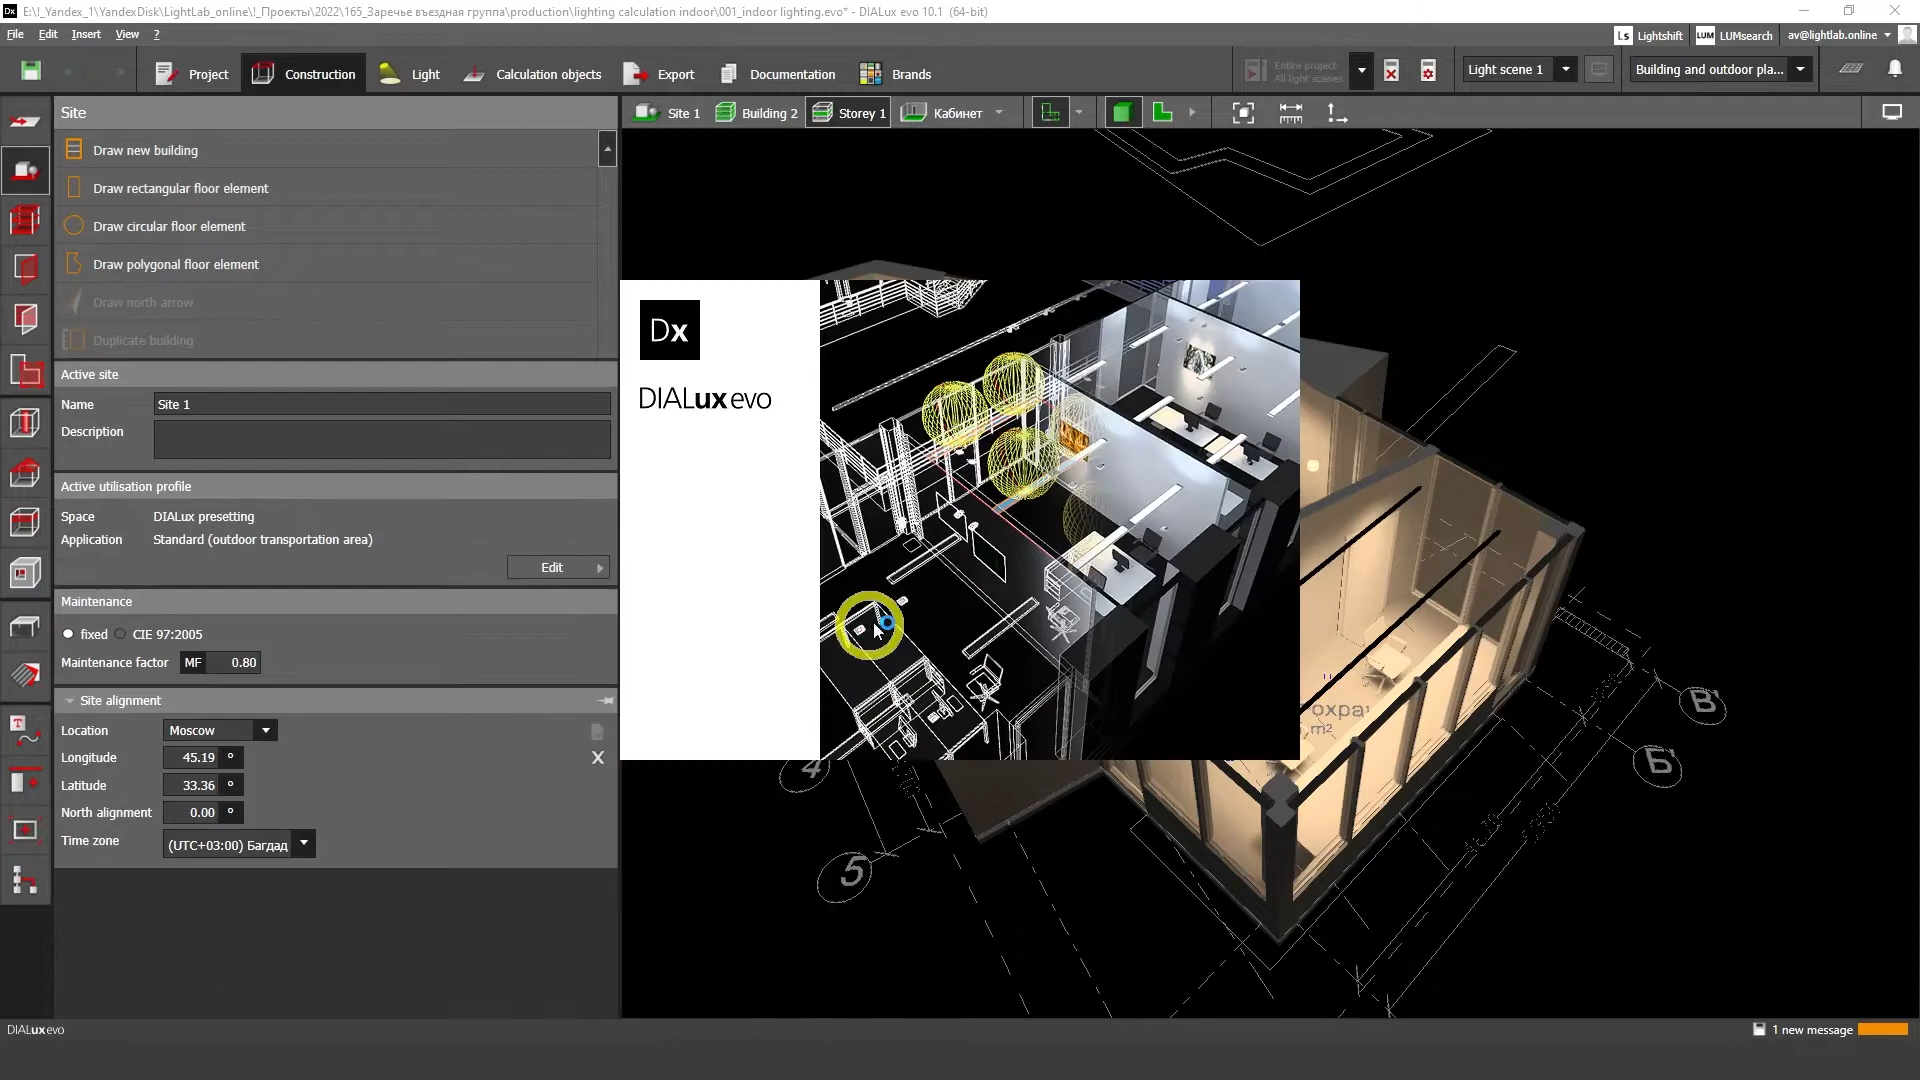 E:\!_Yandex_1\YandexDisk\LightLab_online\!_Проекты\2022\165_Заречье въездная группа\production\lighting calculation indoor\001_indoor lighting.evo* - DIALux evo 10.1  (64-bit)
File Edit Insert View ?
Lightshift LUMsearch av@lightlab.online
Project Construction Light Calculation objects Export Documentation Brands
Entire project
All light scenes
Light scene 1
Building and outdoor pla...
Site
Site 1 Building 2 Storey 1 Кабинет
Draw new building
Draw rectangular floor element
Draw circular floor element
Draw polygonal floor element
Draw north arrow
Duplicate building
Active site
Name Site 1
Description
Active utilisation profile
Space DIALux presetting
Application Standard (outdoor transportation area)
Edit
Maintenance
fixed CIE 97:2005
Maintenance factor MF 0.80
Site alignment
Location Moscow
Longitude 45.19 °
Latitude 33.36 °
North alignment 0.00 °
Time zone (UTC+03:00) Багдад
Dx
DIALux evo
охра
m²
В'
Б'
4
5
DIALux evo
1 new message